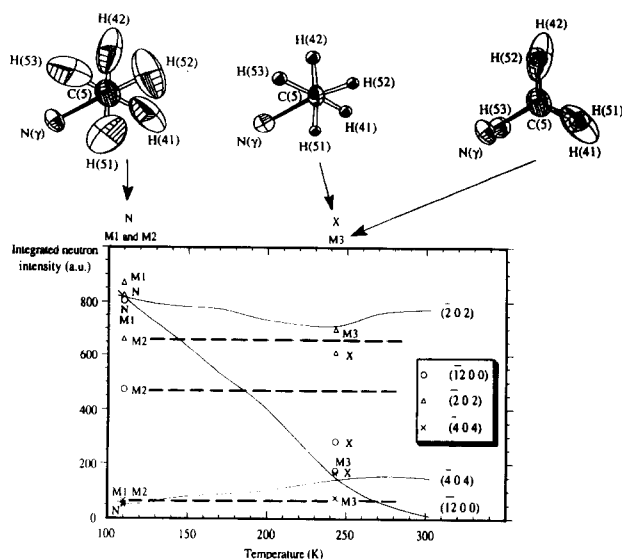 H(42)
H(53)
H(52)
C(5)
N(γ)
H(41)
H(51)
H(42)
H(53)
H(52)
C(5)
N(γ)
H(41)
H(51)
H(42)
H(52)
H(53)
H(51)
C(5)
N(γ)
H(41)
N
M1 and M2
X
M3
Integrated neutron
intensity (a.u.)
800
600
400
200
0
100
150
200
250
300
350
Temperature (K)
M1
N
N
M1
M2
M2
M1 M2
N
M3
X
X
M3
X
M3
(2̅ 0 2)
(4̅ 0 4)
(1̅2 0 0)
○ (1̅2 0 0)
△ (2̅ 0 2)
× (4̅ 0 4)